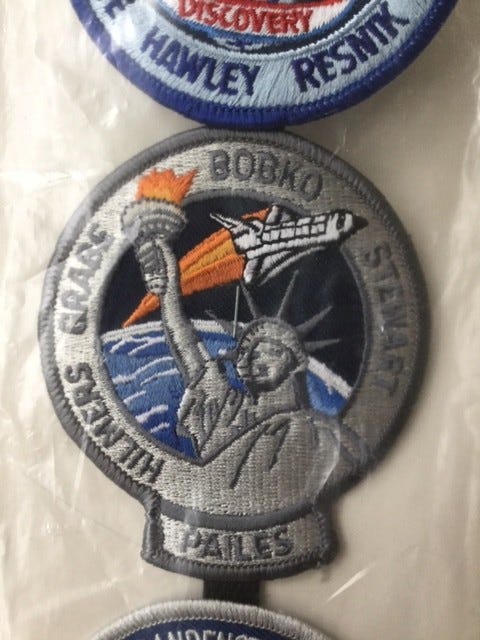 DISCOVERY
HAWLEY RESNIK
BOBKO
STEWART
GRABE
HILMERS
PAILES